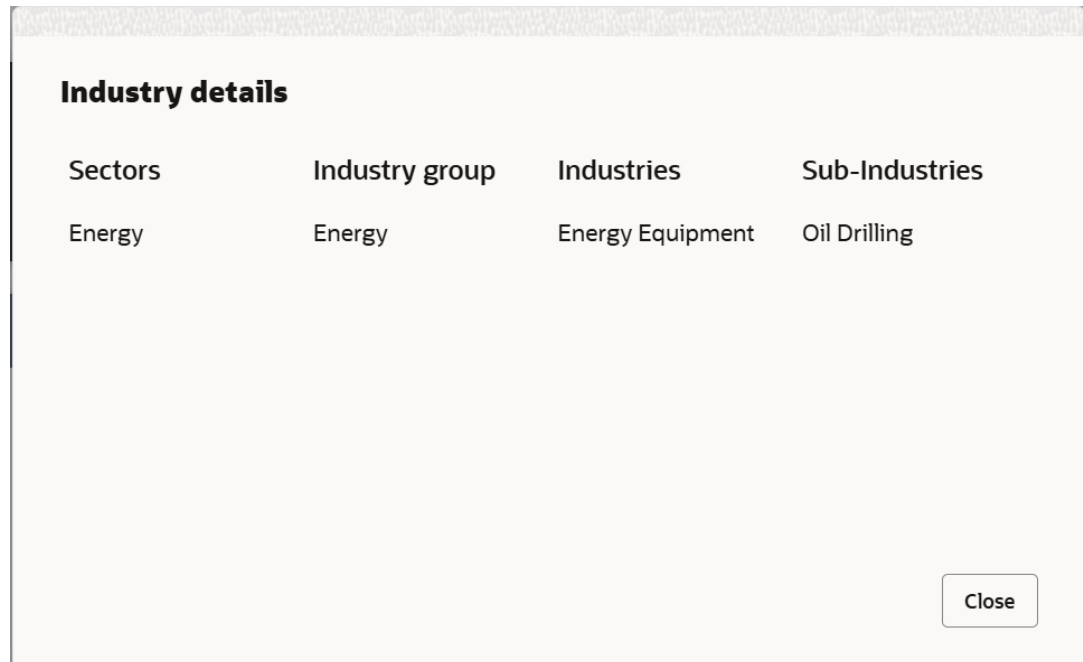 Industry details
Sectors Industry group Industries Sub-Industries
Energy Energy Energy Equipment Oil Drilling
Close